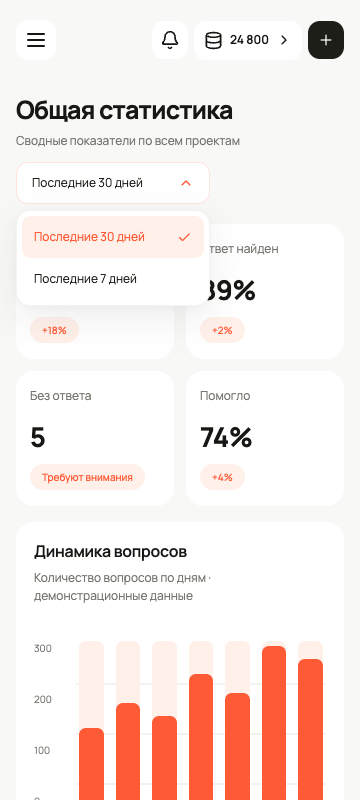 24 800
Общая статистика
Сводные показатели по всем проектам
Последние 30 дней
Последние 30 дней
Последние 7 дней
найден
89%
+18%
+2%
Без ответа
Помогло
5
74%
Требуют внимания
+4%
Динамика вопросов
Количество вопросов по дням ·
демонстрационные данные
300
200
100